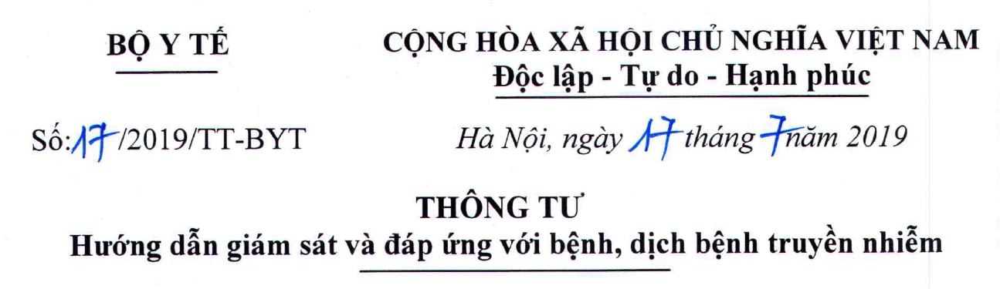 BỘ Y TẾ
CỘNG HÒA XÃ HỘI CHỦ NGHĨA VIỆT NAM
Độc lập - Tự do - Hạnh phúc
Số:17/2019/TT-BYT
Hà Nội, ngày 17 tháng 7 năm 2019
THÔNG TƯ
Hướng dẫn giám sát và đáp ứng với bệnh, dịch bệnh truyền nhiễm